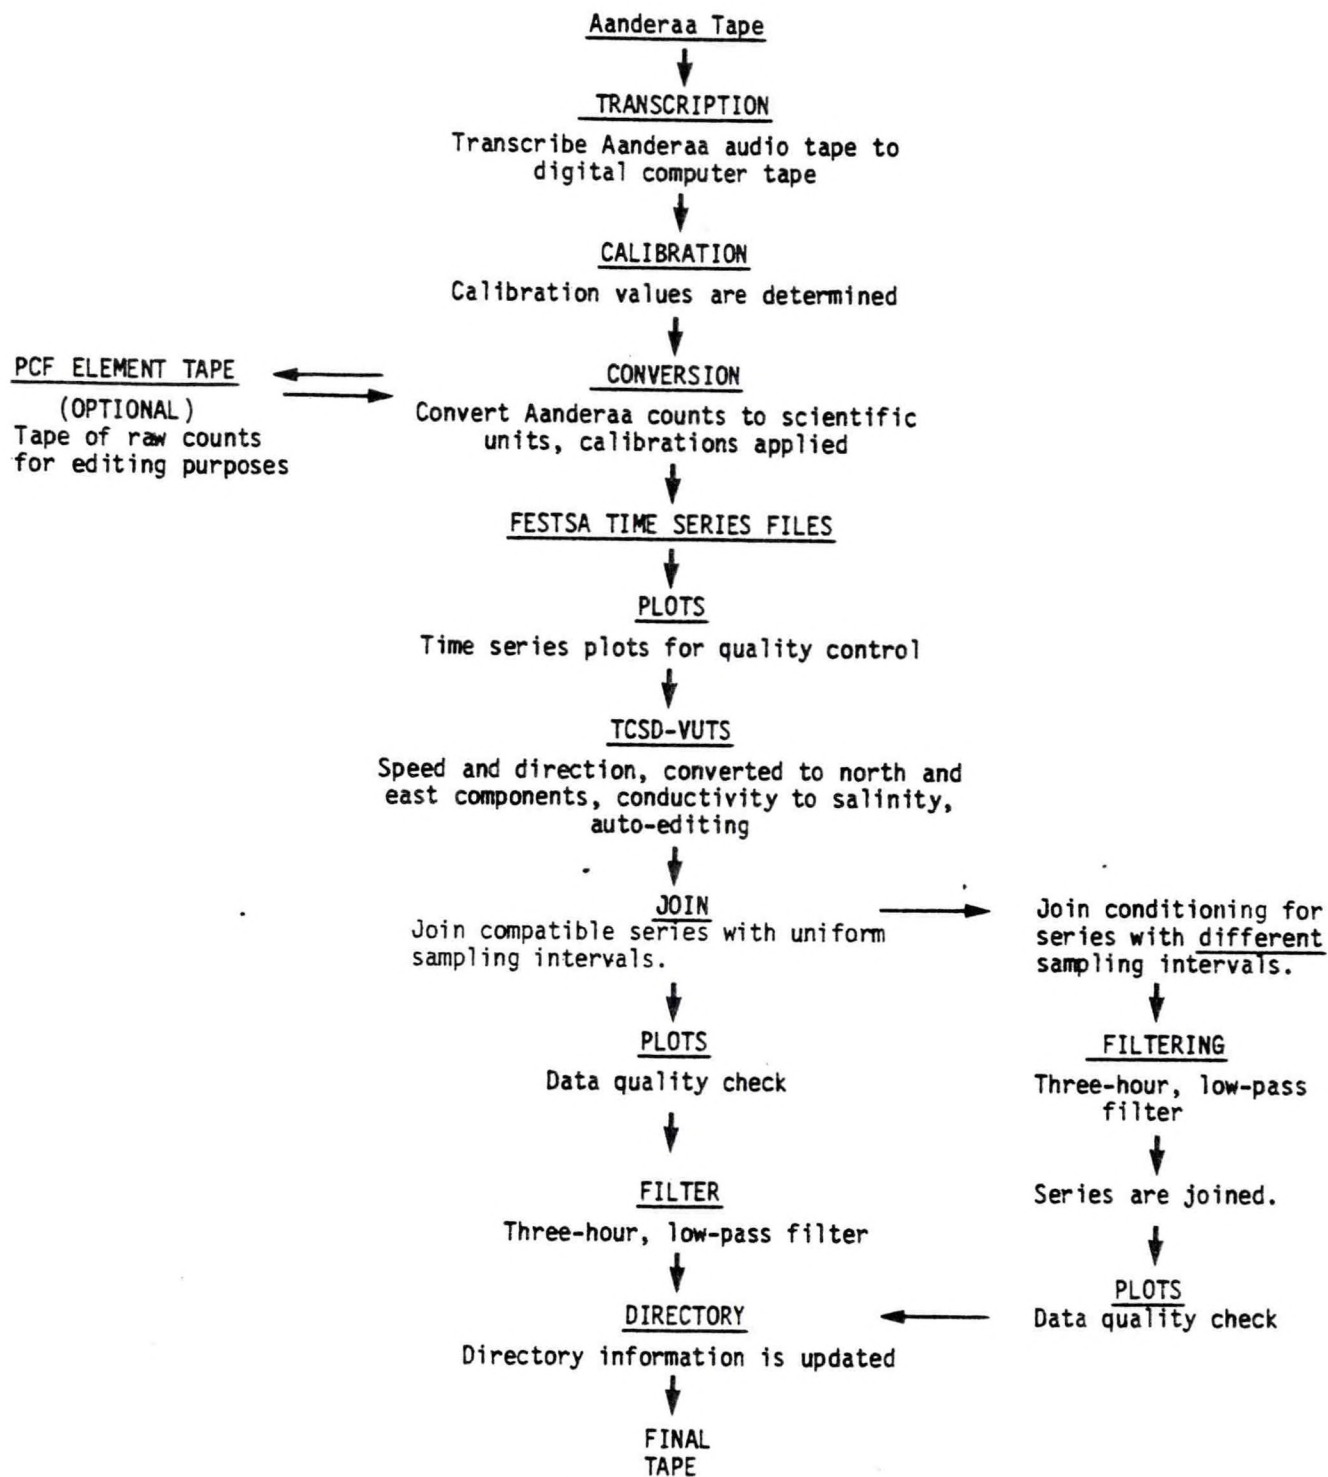 Aanderaa Tape
TRANSCRIPTION
Transcribe Aanderaa audio tape to
digital computer tape
CALIBRATION
Calibration values are determined
PCF ELEMENT TAPE
(OPTIONAL)
Tape of raw counts
for editing purposes
CONVERSION
Convert Aanderaa counts to scientific
units, calibrations applied
FESTSA TIME SERIES FILES
PLOTS
Time series plots for quality control
TCSD-VUTS
Speed and direction, converted to north and
east components, conductivity to salinity,
auto-editing
JOIN
Join compatible series with uniform
sampling intervals.
PLOTS
Data quality check
FILTER
Three-hour, low-pass filter
Join conditioning for
series with different
sampling intervals.
FILTERING
Three-hour, low-pass
filter
Series are joined.
PLOTS
Data quality check
DIRECTORY
Directory information is updated
FINAL
TAPE